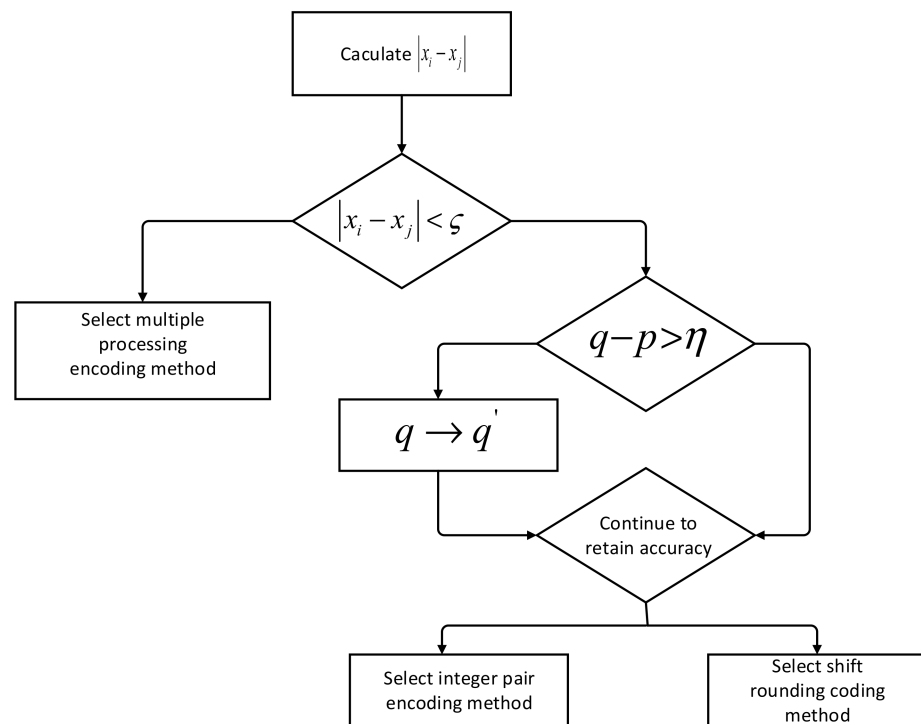 Caculate |x_i − x_j|
|x_i − x_j| < ς
Select multiple
processing
encoding method
q−p>η
q → q'
Continue to
retain accuracy
Select integer pair
encoding method
Select shift
rounding coding
method